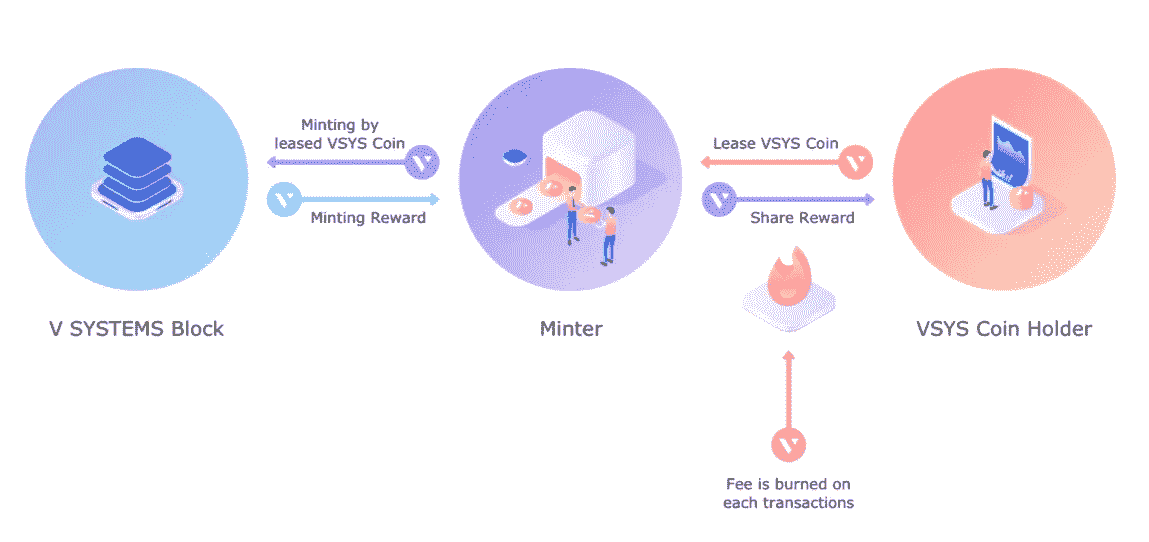 Minting by
leased VSYS Coin
Minting Reward
Lease VSYS Coin
Share Reward
V SYSTEMS Block
Minter
VSYS Coin Holder
Fee is burned on
each transactions